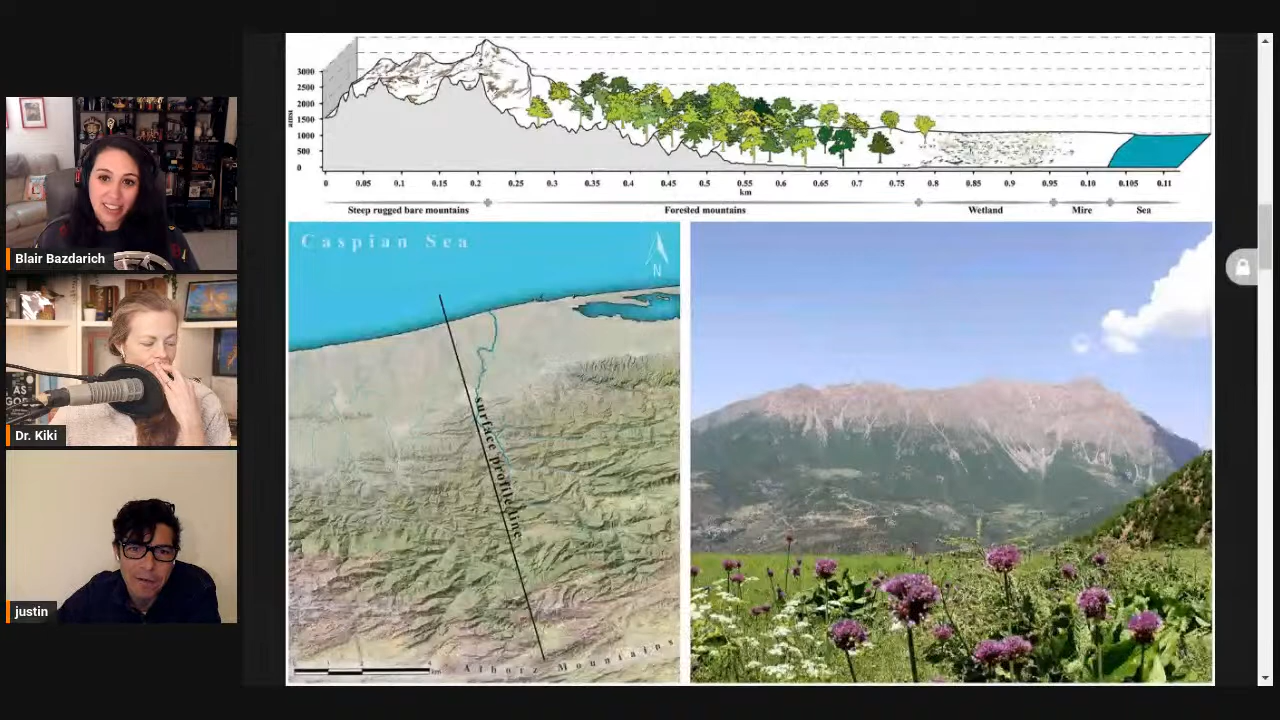 Blair Bazdarich
Dr. Kiki
justin
amsl
3000
2500
2000
1500
1000
500
0
0 0.05 0.1 0.15 0.2 0.25 0.3 0.35 0.4 0.45 0.5 0.55 0.6 0.65 0.7 0.75 0.8 0.85 0.9 0.95 0.10 0.105 0.11
km
Steep rugged bare mountains Forested mountains Wetland Mire Sea
Caspian Sea
N
surface profile line
Alborz Mountains